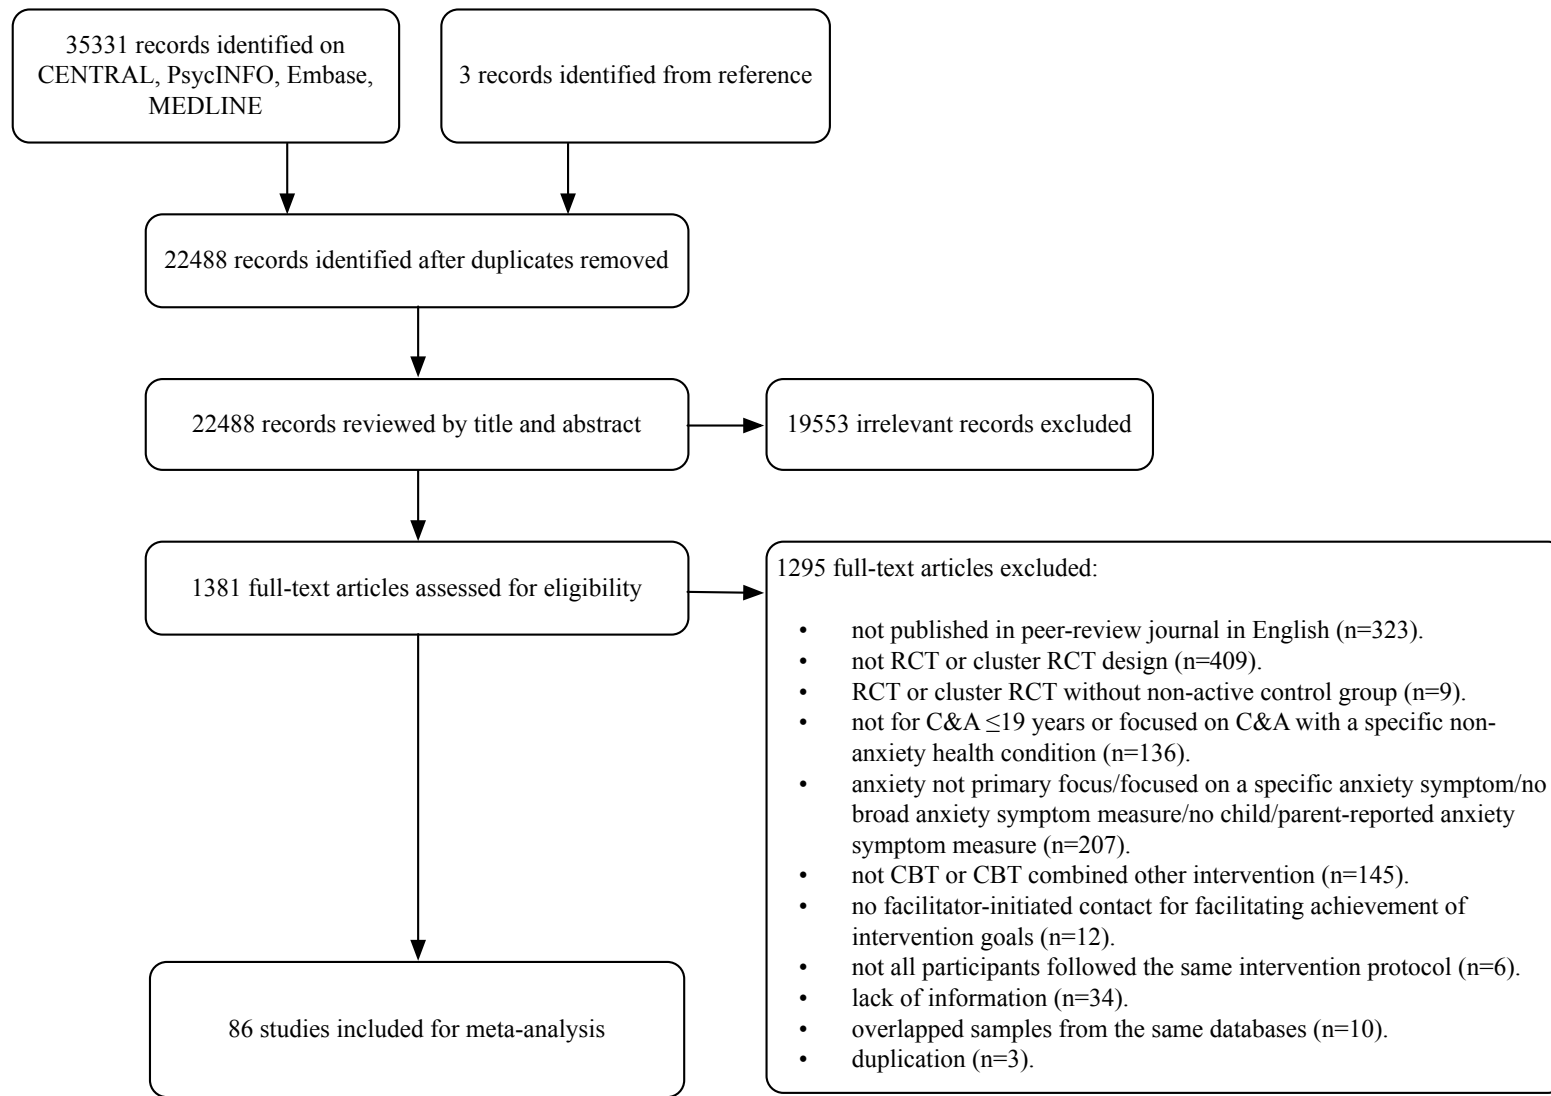 35331 records identified on
CENTRAL, PsycINFO, Embase,
MEDLINE
3 records identified from reference
22488 records identified after duplicates removed
22488 records reviewed by title and abstract
19553 irrelevant records excluded
1381 full-text articles assessed for eligibility
1295 full-text articles excluded:
• not published in peer-review journal in English (n=323).
• not RCT or cluster RCT design (n=409).
• RCT or cluster RCT without non-active control group (n=9).
• not for C&A ≤19 years or focused on C&A with a specific non-
anxiety health condition (n=136).
• anxiety not primary focus/focused on a specific anxiety symptom/no
broad anxiety symptom measure/no child/parent-reported anxiety
symptom measure (n=207).
• not CBT or CBT combined other intervention (n=145).
• no facilitator-initiated contact for facilitating achievement of
intervention goals (n=12).
• not all participants followed the same intervention protocol (n=6).
• lack of information (n=34).
• overlapped samples from the same databases (n=10).
• duplication (n=3).
86 studies included for meta-analysis